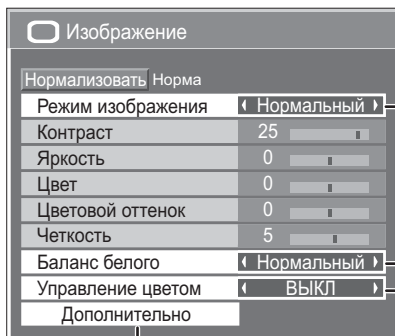 Изображение
Нормализовать Норма
Режим изображения Нормальный
Контраст 25
Яркость 0
Цвет 0
Цветовой оттенок 0
Четкость 5
Баланс белого Нормальный
Управление цветом ВЫКЛ
Дополнительно